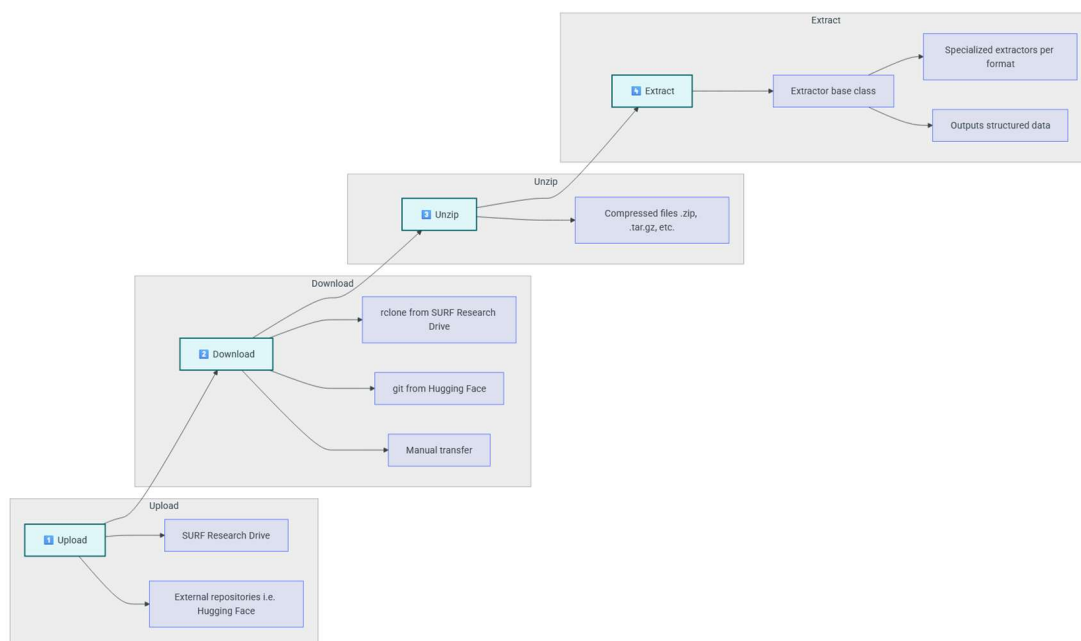 Extract
Specialized extractors per
format
4 Extract
Extractor base class
Outputs structured data
Unzip
3 Unzip
Compressed files .zip,
.tar.gz, etc.
Download
rclone from SURF Research
Drive
2 Download
git from Hugging Face
Manual transfer
Upload
1 Upload
SURF Research Drive
External repositories i.e.
Hugging Face